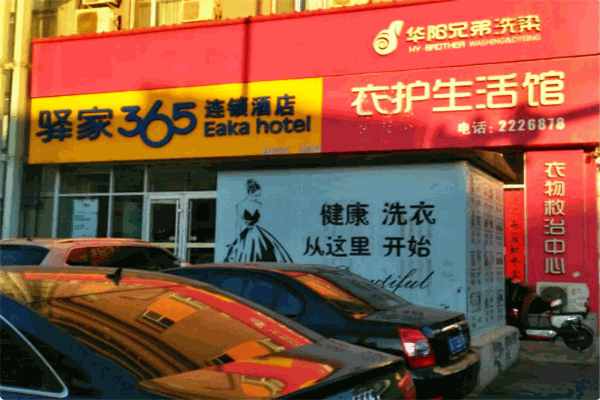 华阳兄弟洗染
HY-BROTHER WASHING&DYEING
驿家365 连锁酒店
Eaka hotel
衣护生活馆
电话：2226878
健康 洗衣
从这里 开始
Beautiful
衣物救治中心